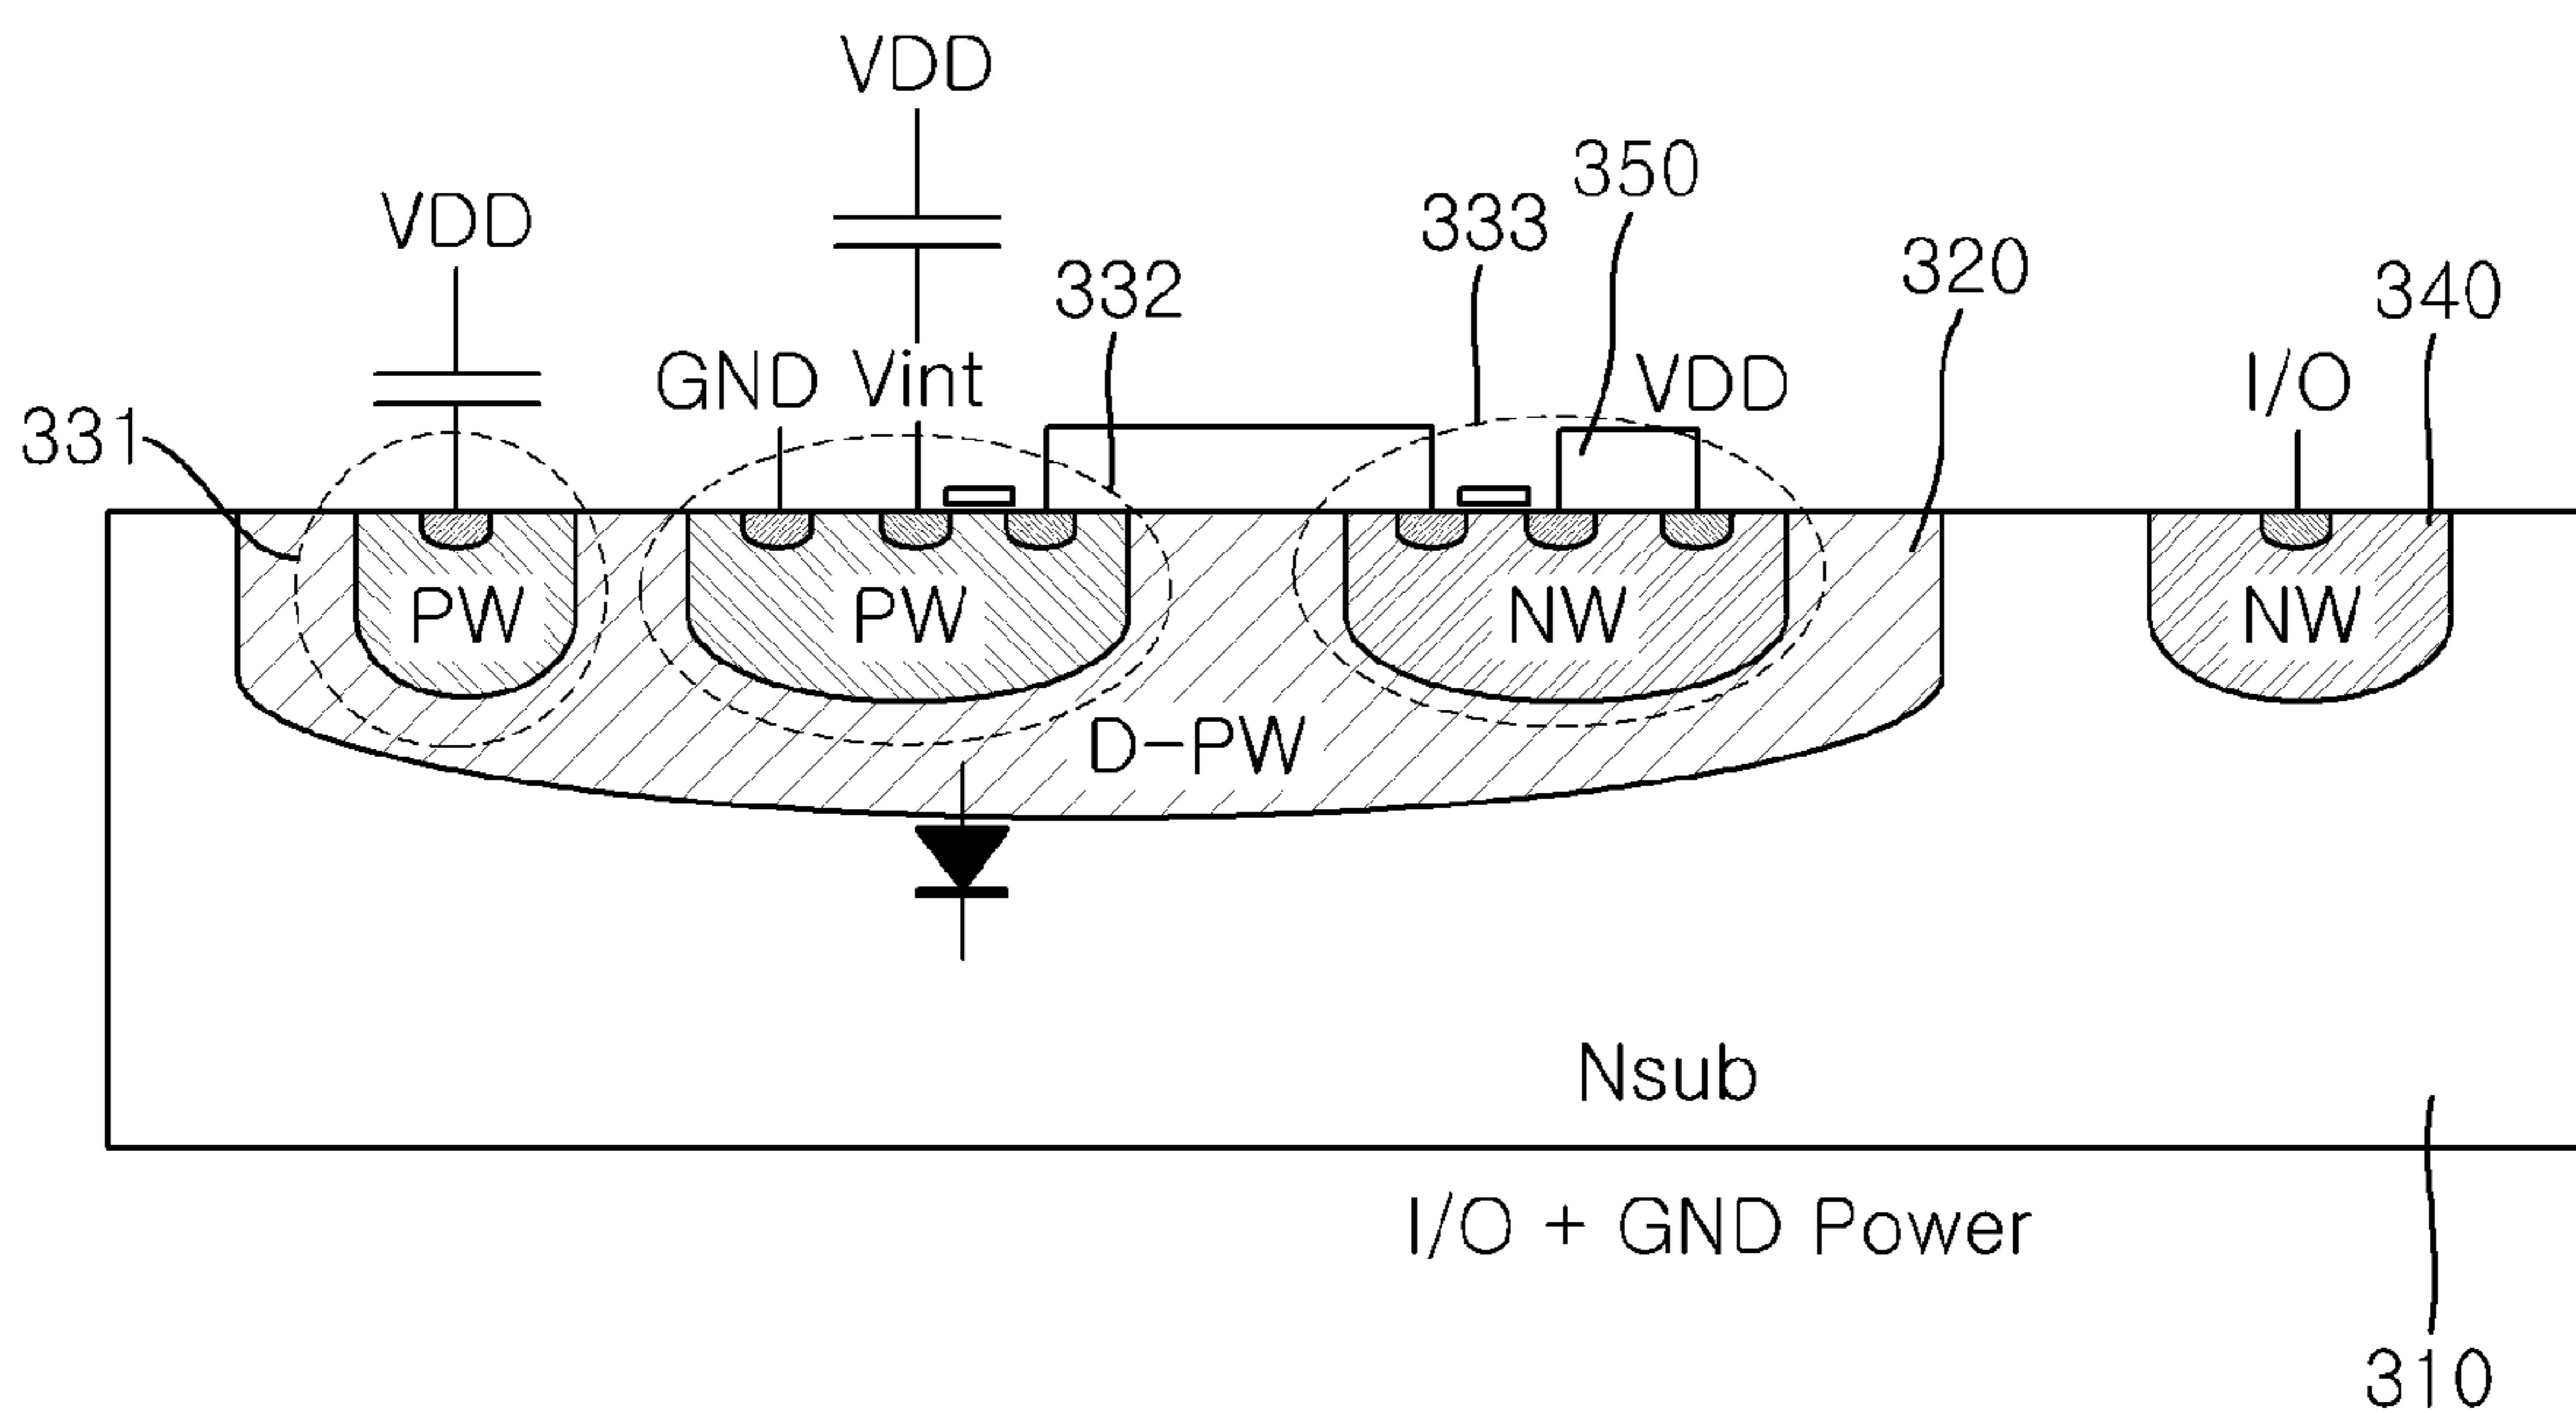 VDD
VDD
350
333
332
320
340
GND Vint
VDD
I/O
331
PW
PW
NW
NW
D-PW
Nsub
I/O + GND Power
310